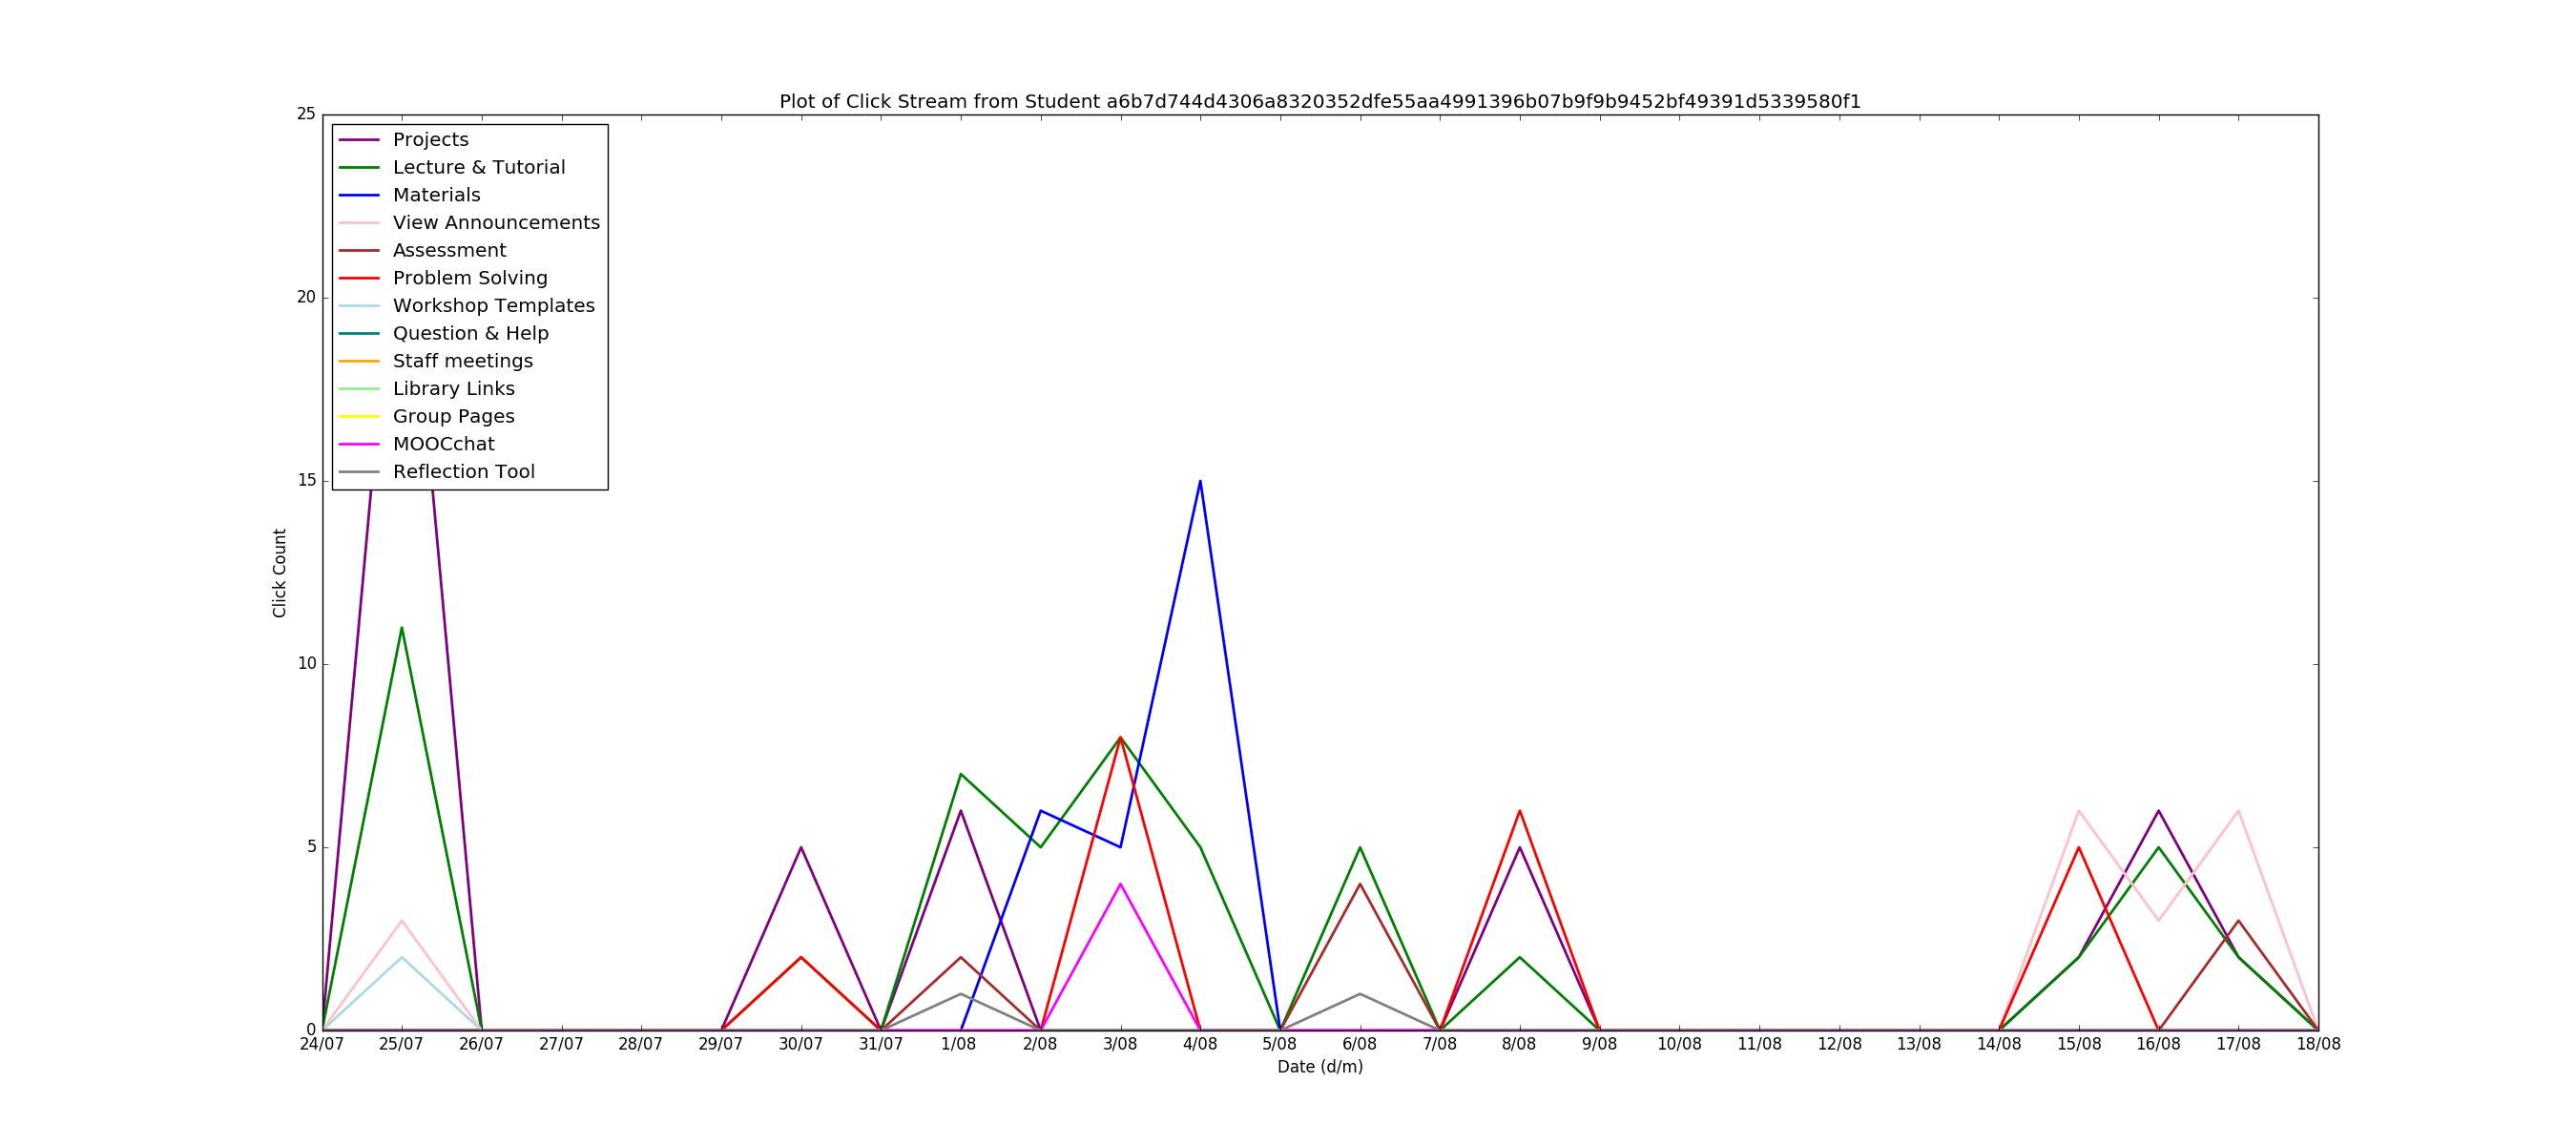 Plot of Click Stream from Student a6b7d744d4306a8320352dfe55aa4991396b07b9f9b9452bf49391d5339580f1
25
20
15
10
5
0
Click Count
Projects
Lecture & Tutorial
Materials
View Announcements
Assessment
Problem Solving
Workshop Templates
Question & Help
Staff meetings
Library Links
Group Pages
MOOCchat
Reflection Tool
24/07 25/07 26/07 27/07 28/07 29/07 30/07 31/07 1/08 2/08 3/08 4/08 5/08 6/08 7/08 8/08 9/08 10/08 11/08 12/08 13/08 14/08 15/08 16/08 17/08 18/08
Date (d/m)